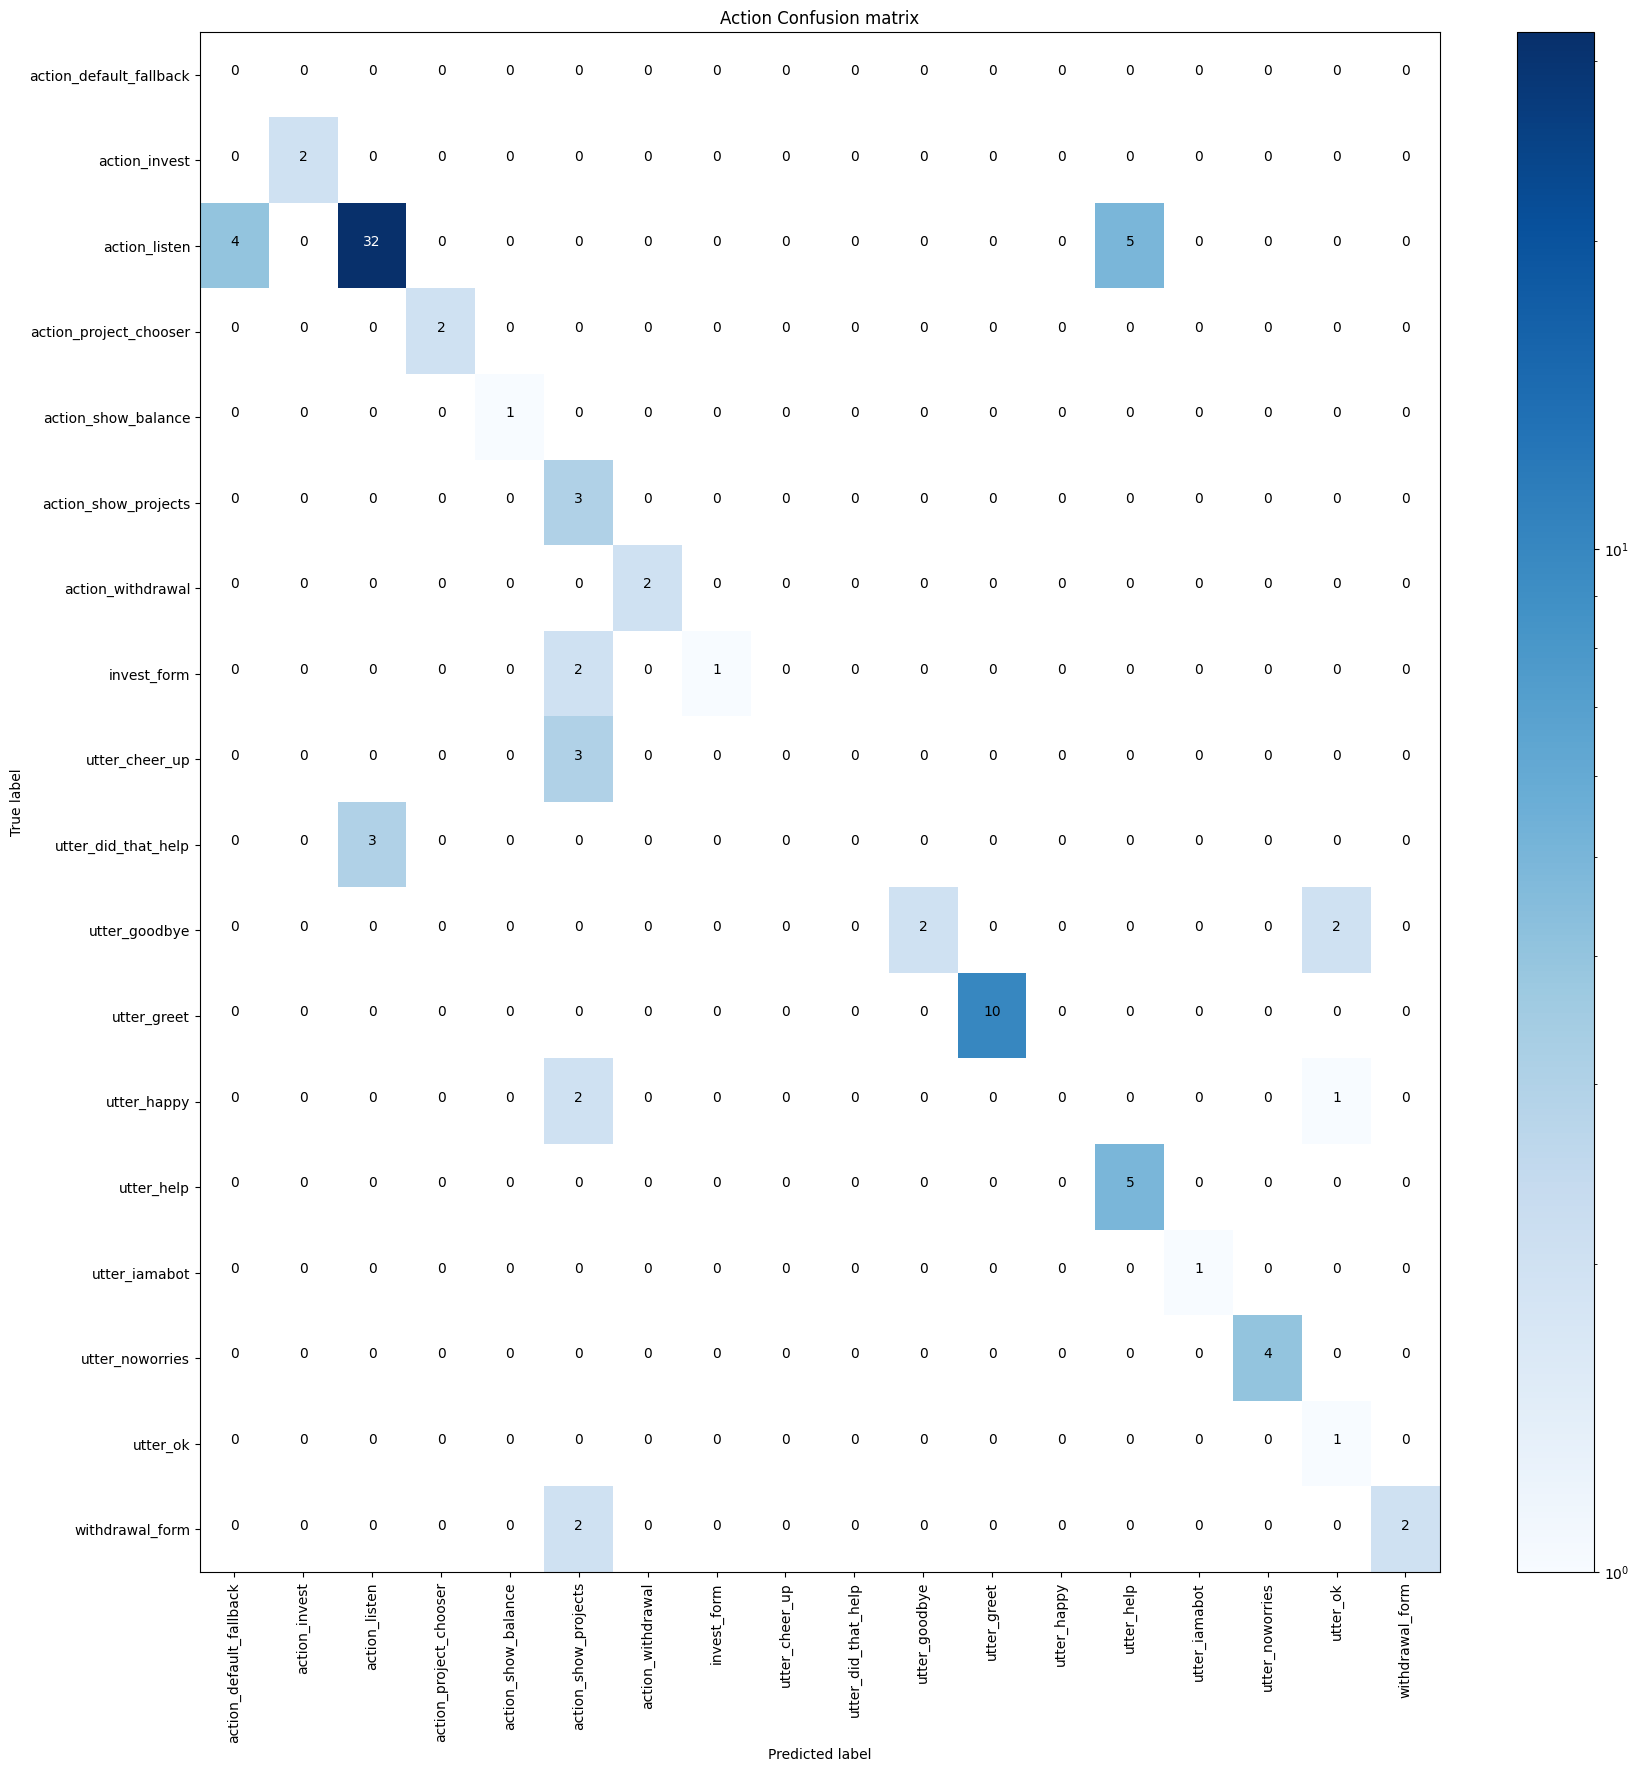 Action Confusion matrix
action_default_fallback 0 0 0 0 0 0 0 0 0 0 0 0 0 0 0 0 0 0
action_invest 0 2 0 0 0 0 0 0 0 0 0 0 0 0 0 0 0 0
action_listen 4 0 32 0 0 0 0 0 0 0 0 0 0 5 0 0 0 0
action_project_chooser 0 0 0 2 0 0 0 0 0 0 0 0 0 0 0 0 0 0
action_show_balance 0 0 0 0 1 0 0 0 0 0 0 0 0 0 0 0 0 0
action_show_projects 0 0 0 0 0 3 0 0 0 0 0 0 0 0 0 0 0 0
action_withdrawal 0 0 0 0 0 0 2 0 0 0 0 0 0 0 0 0 0 0
invest_form 0 0 0 0 0 2 0 1 0 0 0 0 0 0 0 0 0 0
utter_cheer_up 0 0 0 0 0 3 0 0 0 0 0 0 0 0 0 0 0 0
utter_did_that_help 0 0 3 0 0 0 0 0 0 0 0 0 0 0 0 0 0 0
utter_goodbye 0 0 0 0 0 0 0 0 0 0 2 0 0 0 0 0 2 0
utter_greet 0 0 0 0 0 0 0 0 0 0 0 10 0 0 0 0 0 0
utter_happy 0 0 0 0 0 2 0 0 0 0 0 0 0 0 0 0 1 0
utter_help 0 0 0 0 0 0 0 0 0 0 0 0 0 5 0 0 0 0
utter_iamabot 0 0 0 0 0 0 0 0 0 0 0 0 0 0 1 0 0 0
utter_noworries 0 0 0 0 0 0 0 0 0 0 0 0 0 0 0 4 0 0
utter_ok 0 0 0 0 0 0 0 0 0 0 0 0 0 0 0 0 1 0
withdrawal_form 0 0 0 0 0 2 0 0 0 0 0 0 0 0 0 0 0 2
True label
action_default_fallback
action_invest
action_listen
action_project_chooser
action_show_balance
action_show_projects
action_withdrawal
invest_form
utter_cheer_up
utter_did_that_help
utter_goodbye
utter_greet
utter_happy
utter_help
utter_iamabot
utter_noworries
utter_ok
withdrawal_form
Predicted label
10¹
10⁰